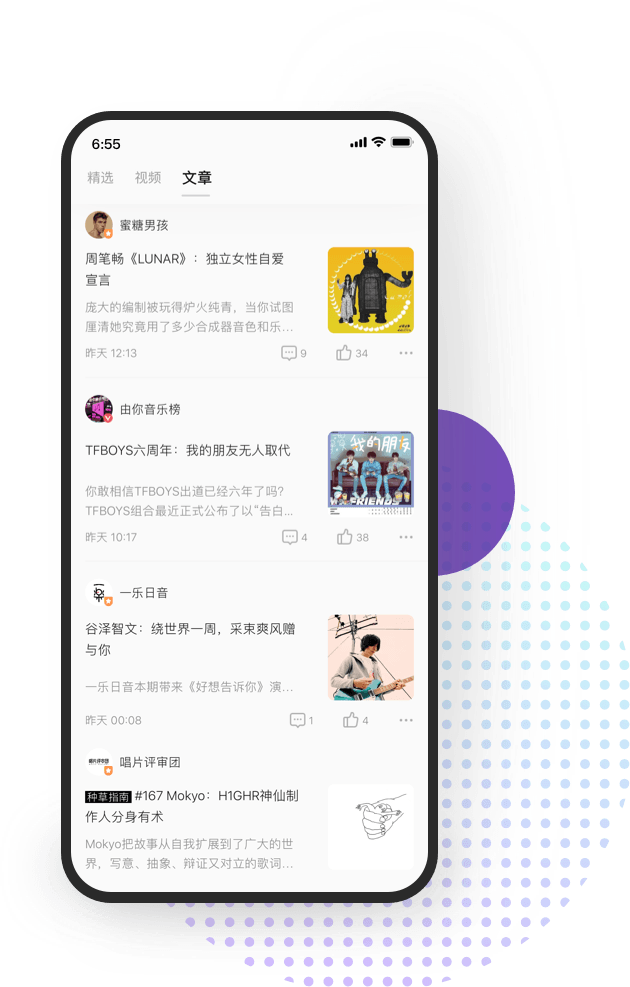 6:55
精选 视频 文章
蜜糖男孩
周笔畅《LUNAR》：独立女性自爱
宣言
庞大的编制被玩得炉火纯青，当你试图
厘清她究竟用了多少合成器音色和乐...
昨天 12:13 9 34
由你音乐榜
TFBOYS六周年：我的朋友无人取代
我的朋友
FRIENDS
你敢相信TFBOYS出道已经六年了吗？
TFBOYS组合最近正式公布了以“告白...
昨天 10:17 4 38
一乐日音
谷泽智文：绕世界一周，采束爽风赠
与你
一乐日音本期带来《好想告诉你》演...
昨天 00:08 1 4
唱片评审团
种草指南 #167 Mokyo：H1GHR神仙制
作人分身有术
Mokyo把故事从自我扩展到了广大的世
界，写意、抽象、辩证又对立的歌词...